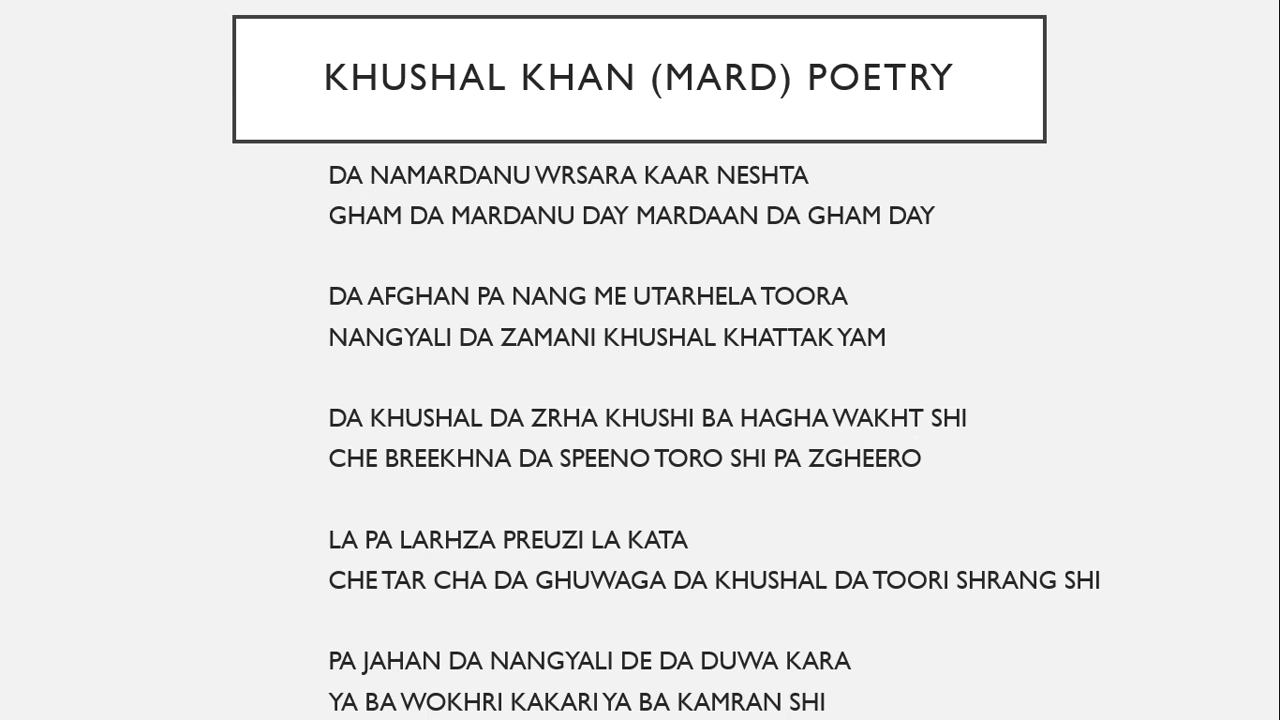 KHUSHAL KHAN (MARD) POETRY
DA NAMARDANU WRSARA KAAR NESHTA
GHAM DA MARDANU DAY MARDAAN DA GHAM DAY
DA AFGHAN PA NANG ME UTARHELA TOORA
NANGYALI DA ZAMANI KHUSHAL KHATTAK YAM
DA KHUSHAL DA ZRHA KHUSHI BA HAGHA WAKHT SHI
CHE BREEKHNA DA SPEENO TORO SHI PA ZGHEERO
LA PA LARHZA PREUZI LA KATA
CHE TAR CHA DA GHUWAGA DA KHUSHAL DA TOORI SHRANG SHI
PA JAHAN DA NANGYALI DE DA DUWA KARA
YA BA WOKHRI KAKARI YA BA KAMRAN SHI